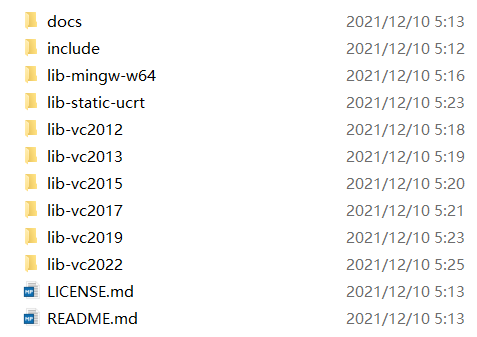 docs 2021/12/10 5:13
include 2021/12/10 5:12
lib-mingw-w64 2021/12/10 5:16
lib-static-ucrt 2021/12/10 5:23
lib-vc2012 2021/12/10 5:18
lib-vc2013 2021/12/10 5:19
lib-vc2015 2021/12/10 5:20
lib-vc2017 2021/12/10 5:21
lib-vc2019 2021/12/10 5:23
lib-vc2022 2021/12/10 5:25
LICENSE.md 2021/12/10 5:13
README.md 2021/12/10 5:13